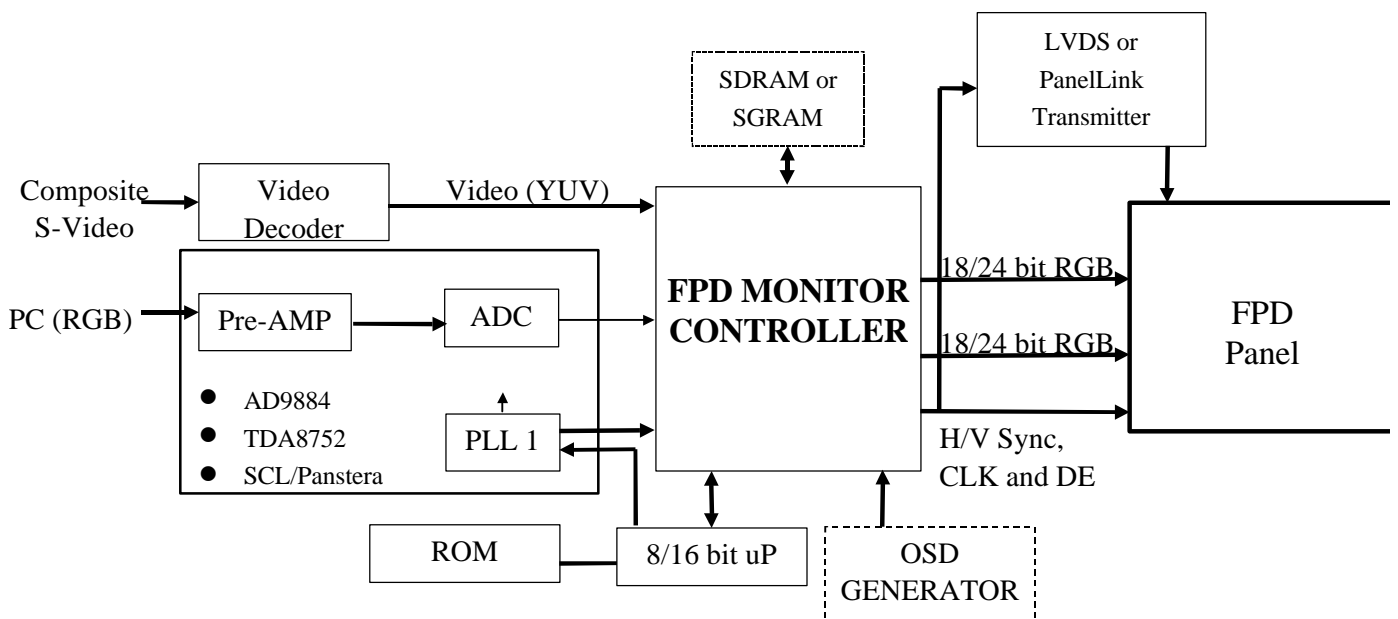 LVDS or
PanelLink
Transmitter
SDRAM or
SGRAM
Composite
S-Video
Video
Decoder
Video (YUV)
PC (RGB)
Pre-AMP
ADC
FPD MONITOR
CONTROLLER
18/24 bit RGB
18/24 bit RGB
FPD
Panel
AD9884
TDA8752
SCL/Panstera
PLL 1
H/V Sync,
CLK and DE
ROM
8/16 bit uP
OSD
GENERATOR